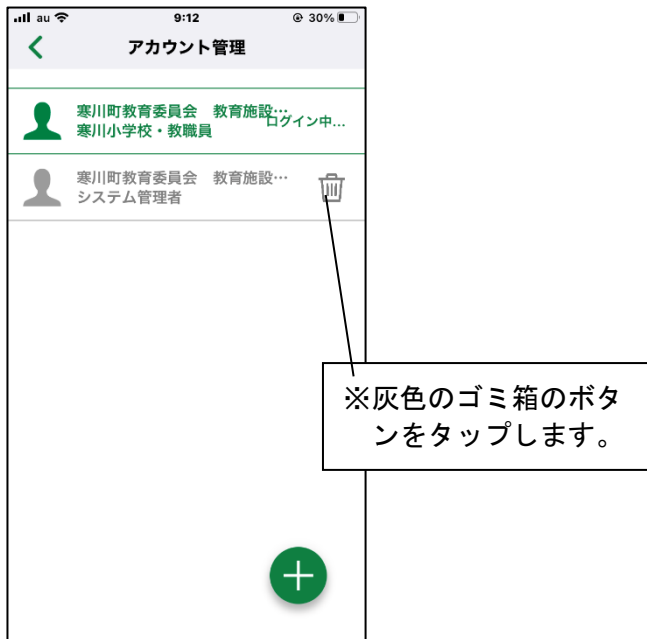 au 9:12 30%
アカウント管理
寒川町教育委員会　教育施設…
ログイン中...
寒川小学校・教職員
寒川町教育委員会　教育施設…
システム管理者
※灰色のゴミ箱のボタ
ンをタップします。